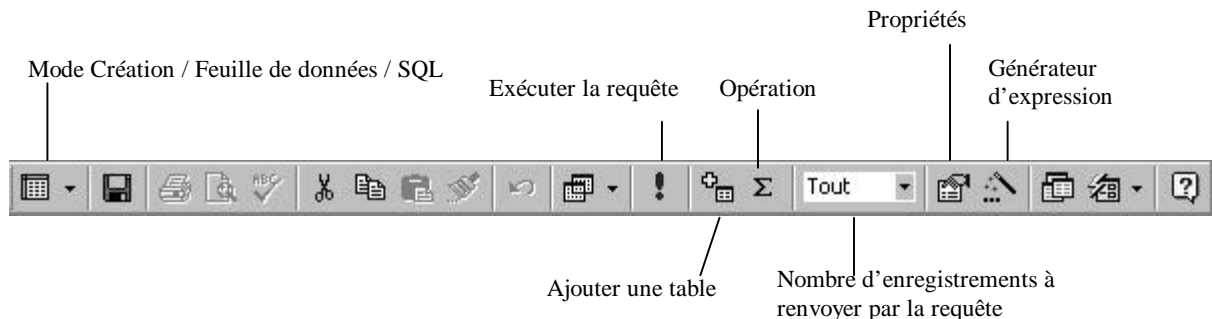 Propriétés
Mode Création / Feuille de données / SQL
Générateur
d’expression
Exécuter la requête
Opération
ABC
Tout
Ajouter une table
Nombre d’enregistrements à
renvoyer par la requête